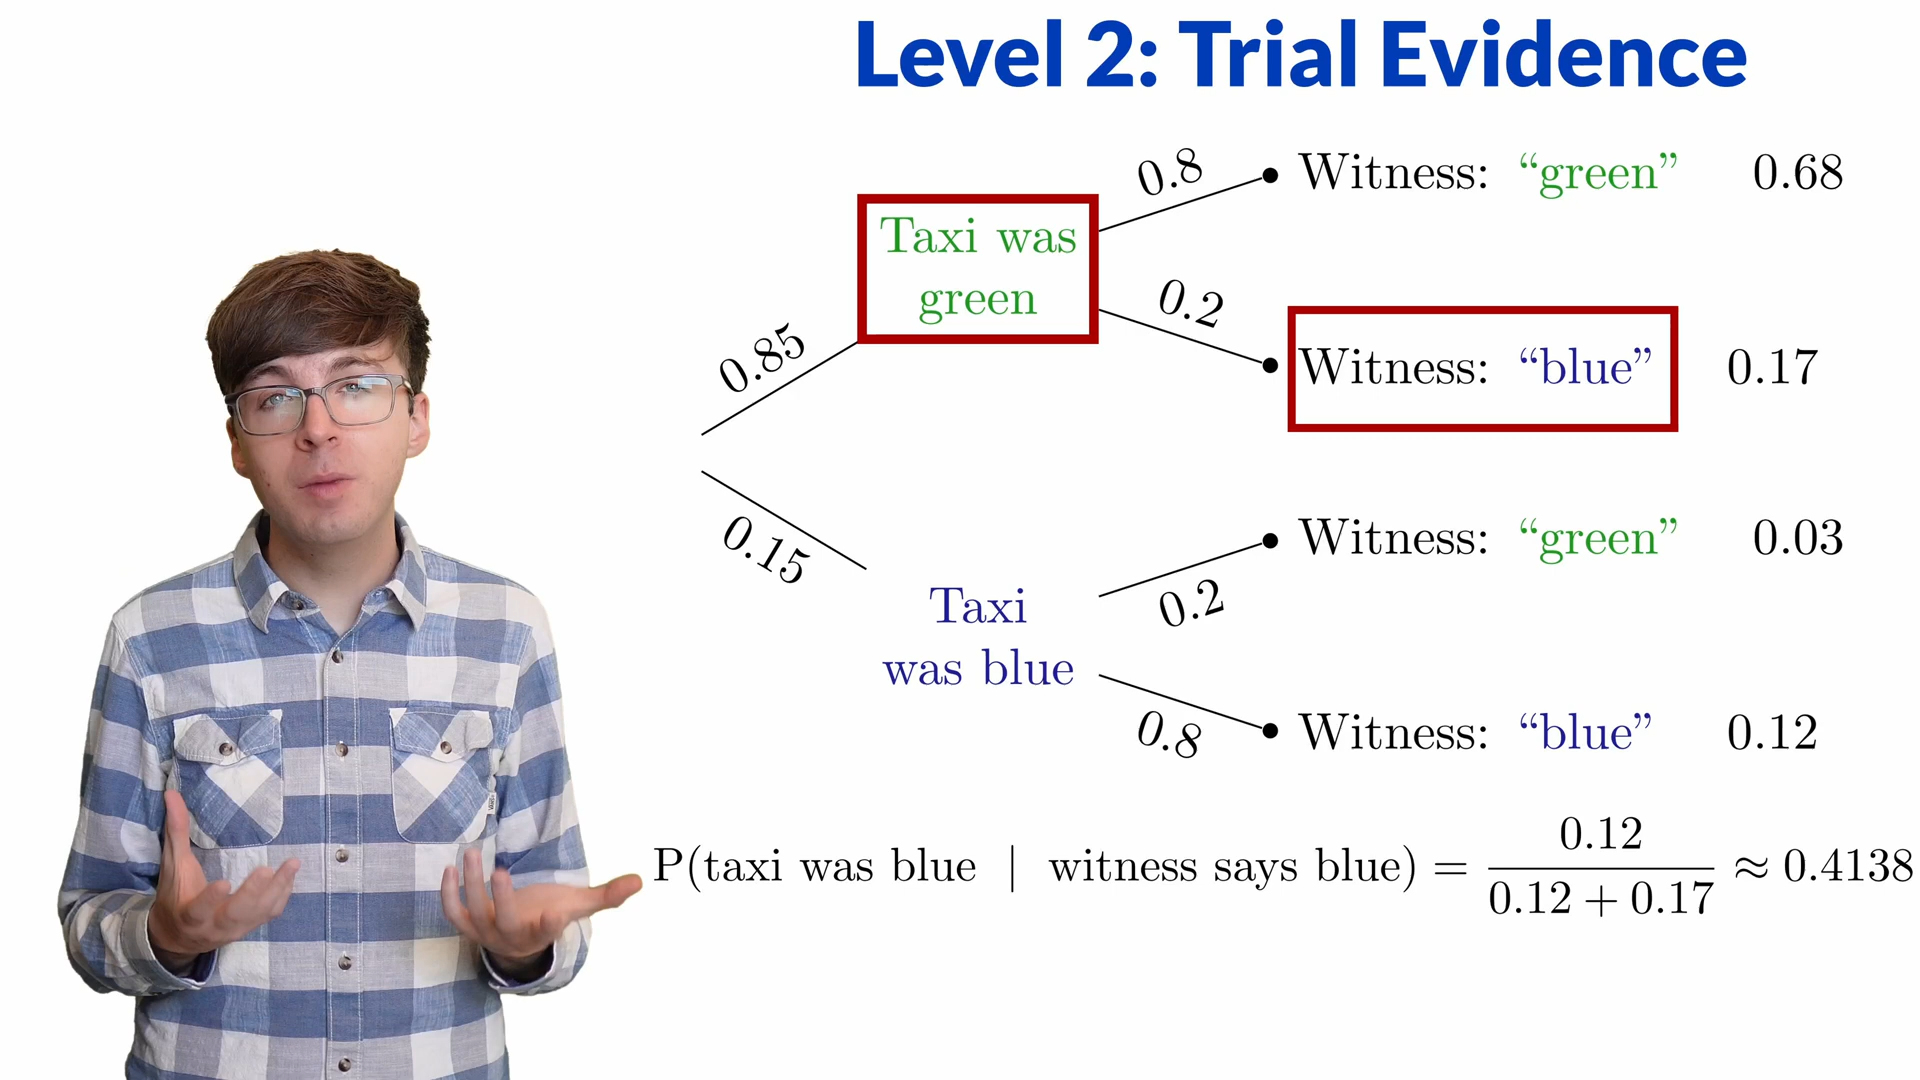 Level 2: Trial Evidence
0.8
Witness: “green” 0.68
Taxi was
green
0.2
Witness: “blue” 0.17
0.85
0.15
Witness: “green” 0.03
0.2
Taxi
was blue
0.8
Witness: “blue” 0.12
P(taxi was blue | witness says blue) = 0.12 / 0.12 + 0.17 ≈ 0.4138